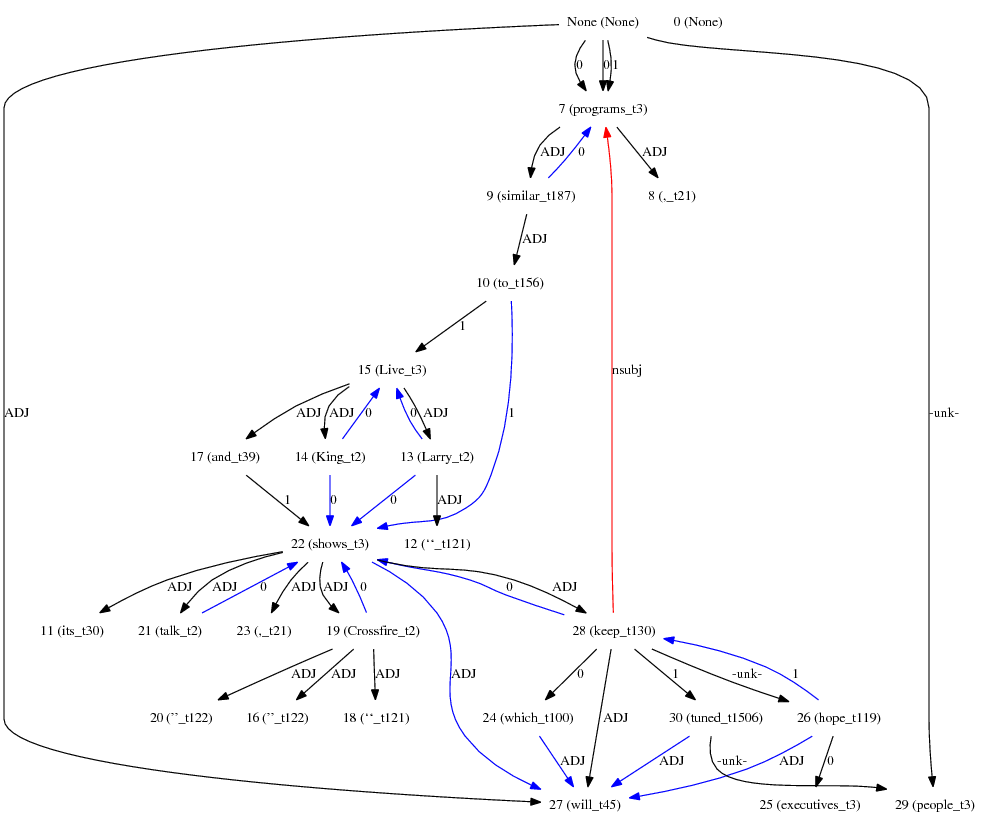 None (None) 0 (None)
0 0 1
7 (programs_t3)
ADJ 0 ADJ
9 (similar_t187) 8 (,_t21)
ADJ
10 (to_t156)
1
15 (Live_t3)
nsubj
ADJ ADJ 0 0 ADJ 1
ADJ -unk-
17 (and_t39) 14 (King_t2) 13 (Larry_t2)
1 0 0 ADJ
22 (shows_t3) 12 (‘‘_t121)
ADJ ADJ 0 ADJ ADJ 0 0 ADJ
11 (its_t30) 21 (talk_t2) 23 (,_t21) 19 (Crossfire_t2) 28 (keep_t130)
ADJ ADJ ADJ ADJ 0 1 -unk- 1
20 (’’_t122) 16 (’’_t122) 18 (‘‘_t121) 24 (which_t100) ADJ 30 (tuned_t1506) 26 (hope_t119)
ADJ ADJ -unk- ADJ 0
27 (will_t45) 25 (executives_t3) 29 (people_t3)